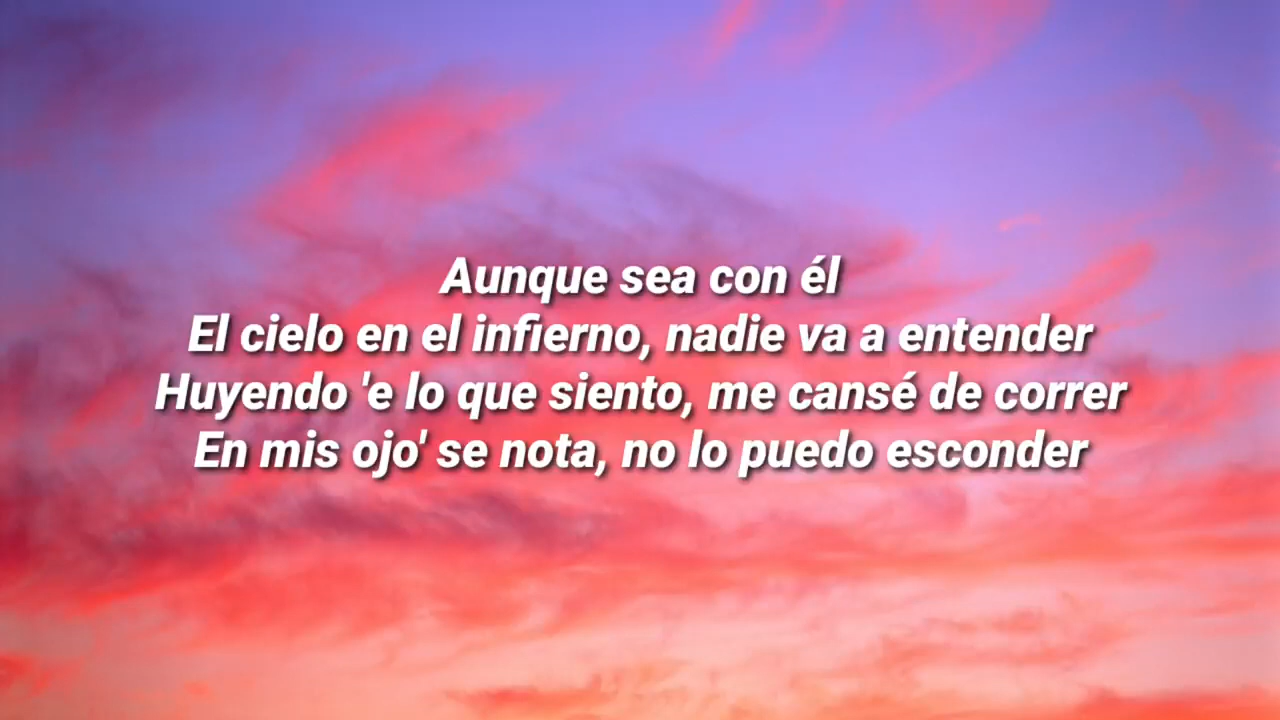 Aunque sea con él
El cielo en el infierno, nadie va a entender
Huyendo 'e lo que siento, me cansé de correr
En mis ojo' se nota, no lo puedo esconder